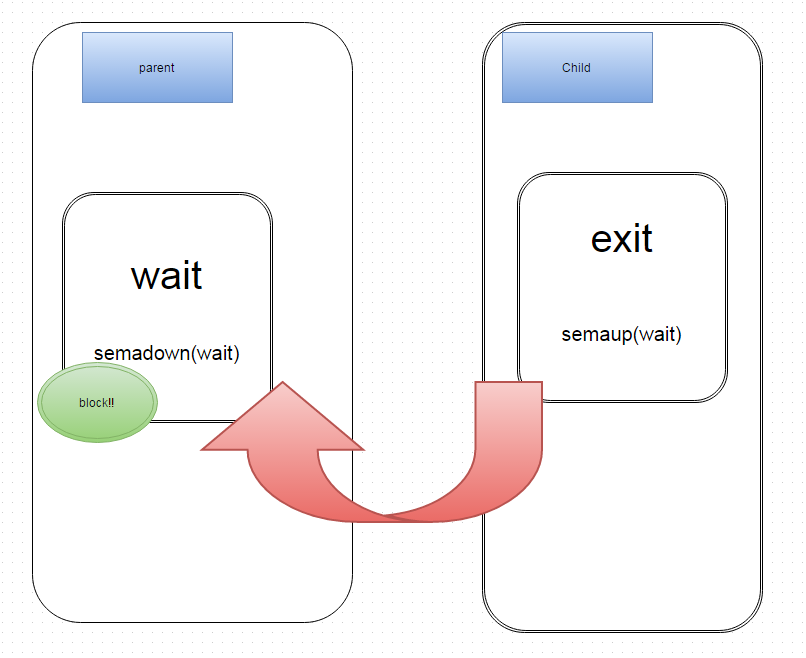 parent
Child
wait
semadown(wait)
block!!
exit
semaup(wait)